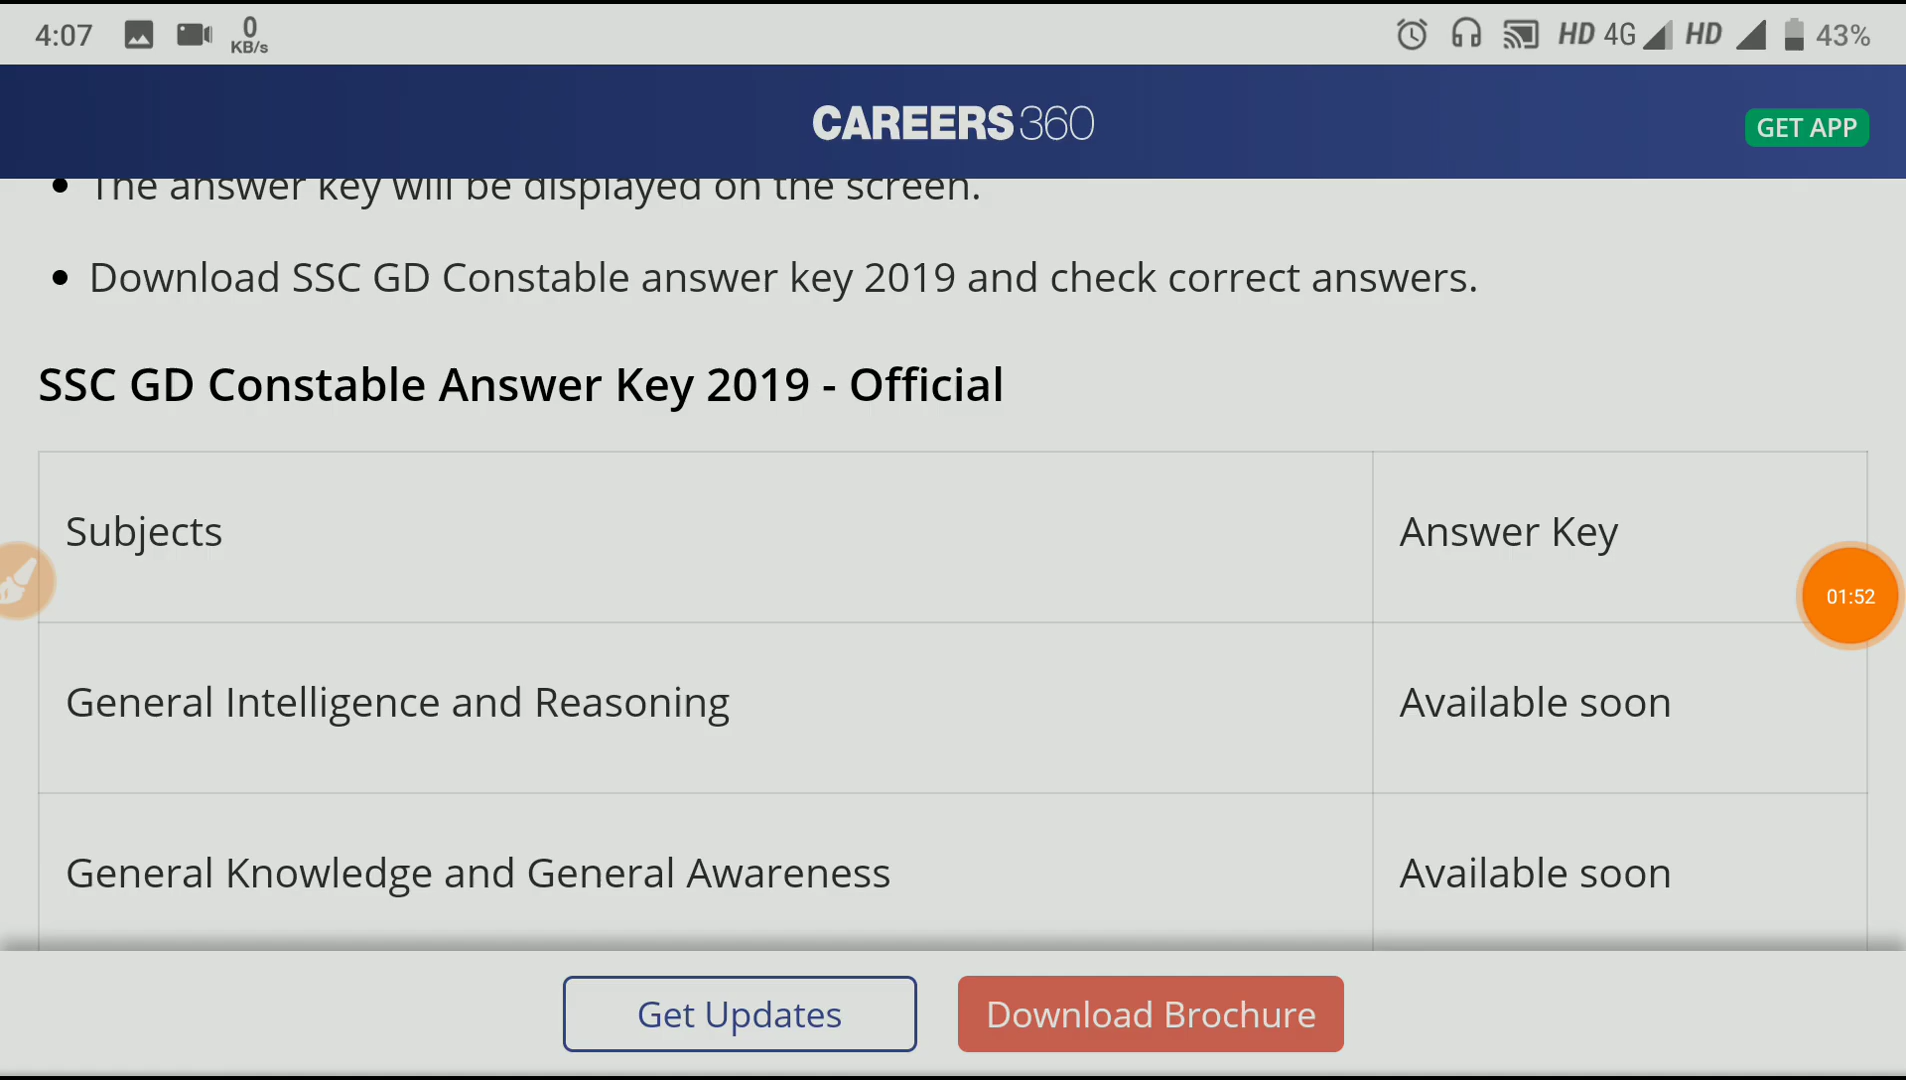 4:07 0 KB/s HD 4G HD 43%
CAREERS360
GET APP
The answer key will be displayed on the screen.
Download SSC GD Constable answer key 2019 and check correct answers.
SSC GD Constable Answer Key 2019 - Official
Subjects Answer Key
01:52
General Intelligence and Reasoning Available soon
General Knowledge and General Awareness Available soon
Get Updates Download Brochure